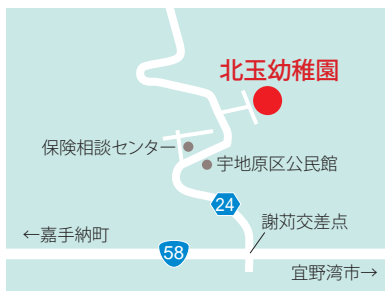 北玉幼稚園
保険相談センター
宇地原区公民館
24
謝苅交差点
←嘉手納町
58
宜野湾市→